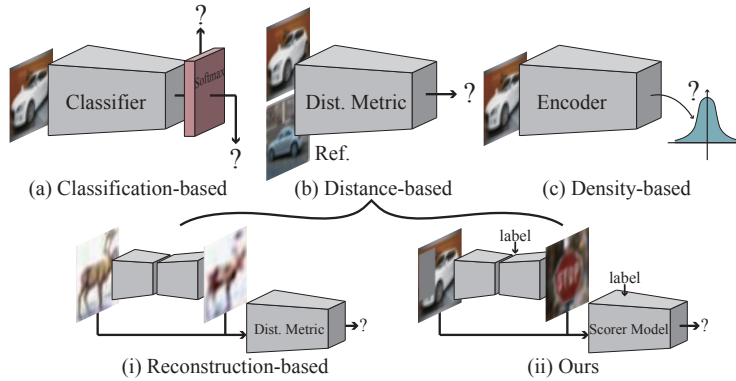 ?
Softmax
Classifier
?
(a) Classification-based
Dist. Metric
?
Ref.
(b) Distance-based
Encoder
?
(c) Density-based
Dist. Metric
?
(i) Reconstruction-based
label
STOP
label
Scorer Model
?
(ii) Ours